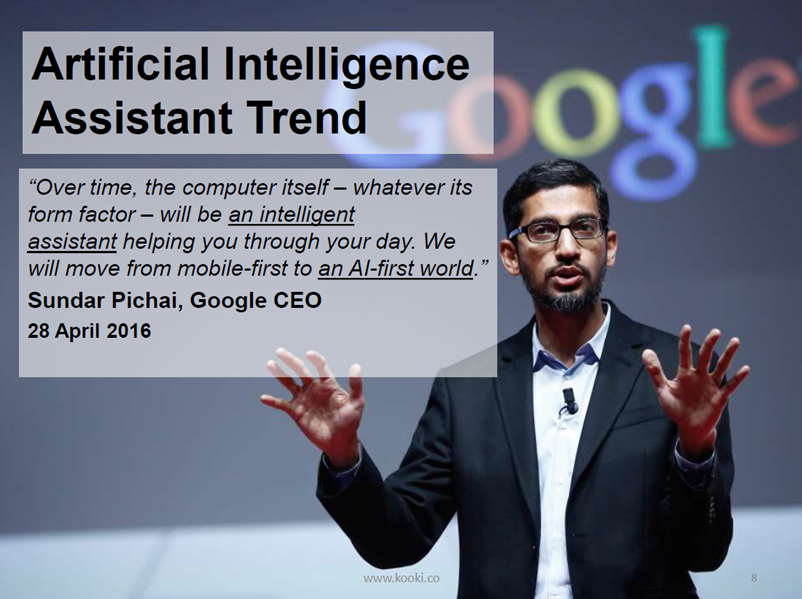 Google
Artificial Intelligence
Assistant Trend
“Over time, the computer itself – whatever its
form factor – will be an intelligent
assistant helping you through your day. We
will move from mobile-first to an AI-first world.”
Sundar Pichai, Google CEO
28 April 2016
www.kooki.co
8